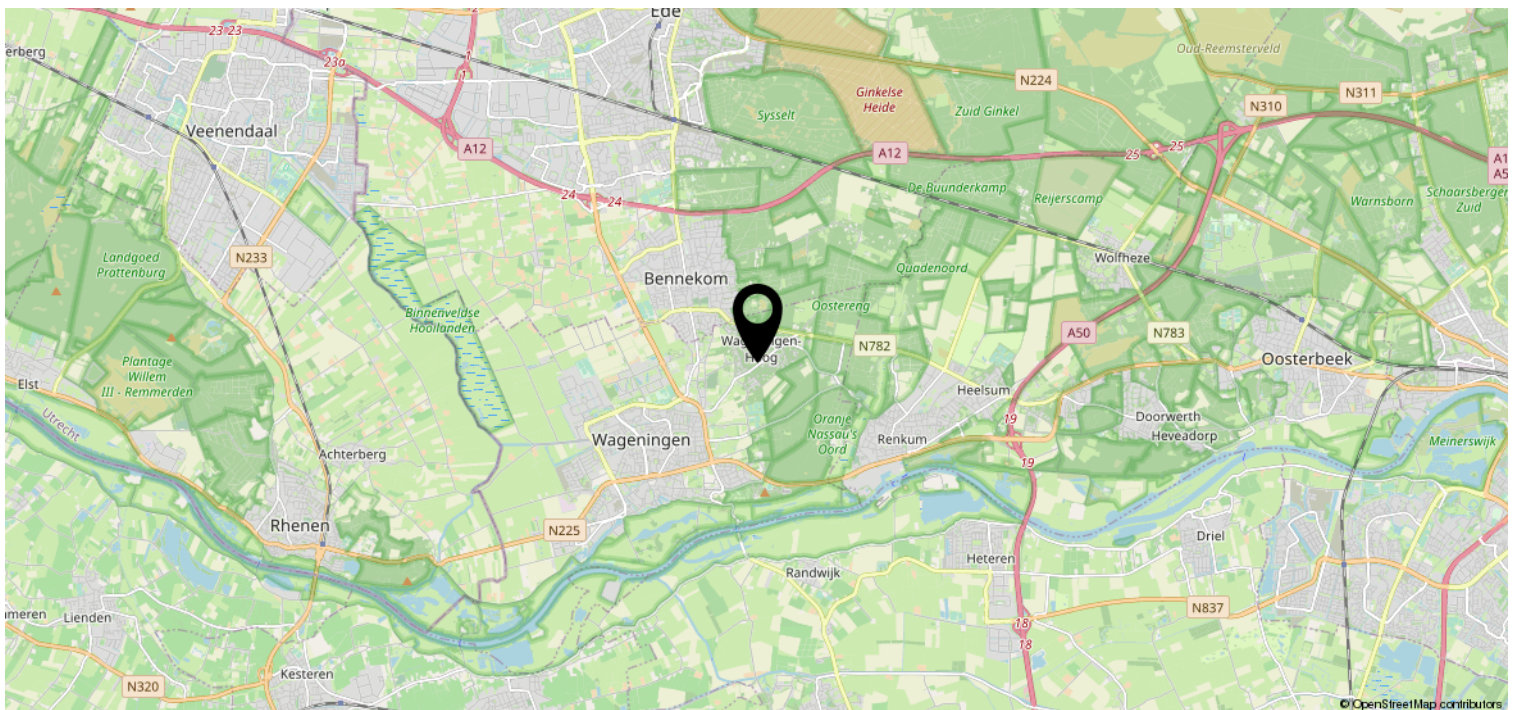 Ede
23 23
erberg
23a
1
Oud-Reemsterveld
N224
N311
Ginkelse
Heide
N310
Sysselt
Zuid Ginkel
Veenendaal
A12
A12
25
25
24
24
De Buunderkamp
Reijerscamp
Warnsborn
Schaarsbergen
Zuid
Landgoed
Prattenburg
N233
Wolfheze
Bennekom
Quadenoord
Oostereng
Binnenveldse
Hooilanden
A50
N783
N782
Hoog
Oosterbeek
Plantage
Willem
III - Remmerden
Elst
Heelsum
Utrecht
Oranje
Nassau's
Oord
19
Doorwerth
Heveadorp
Wageningen
Renkum
Meinerswijk
Achterberg
19
Rhenen
N225
Driel
Heteren
Randwijk
ameren
Lienden
N837
18
18
Kesteren
N320
© OpenStreetMap contributors